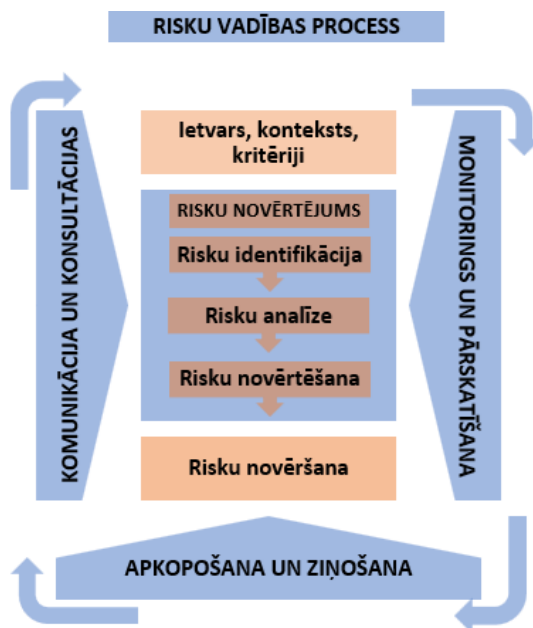 RISKU VADĪBAS PROCESS
KOMUNIKĀCIJA UN KONSULTĀCIJAS
Ietvars, konteksts,
kritēriji
RISKU NOVĒRTĒJUMS
Risku identifikācija
Risku analīze
Risku novērtēšana
Risku novēršana
MONITORINGS UN PĀRSKATĪŠANA
APKOPOŠANA UN ZIŅOŠANA